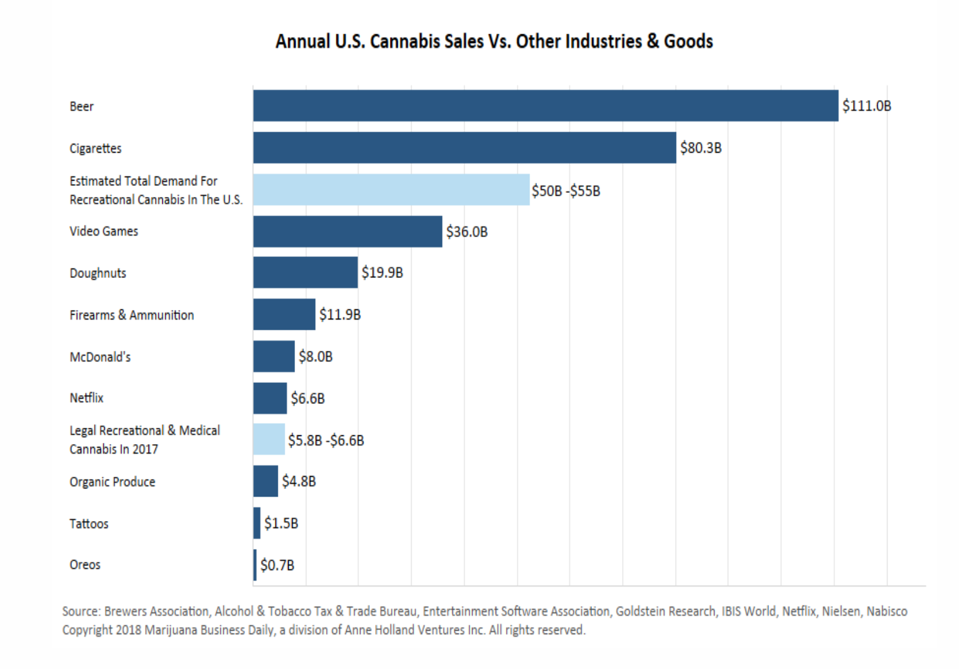 Annual U.S. Cannabis Sales Vs. Other Industries & Goods
Beer
$111.0B
Cigarettes
$80.3B
Estimated Total Demand For
Recreational Cannabis In The U.S.
$50B -$55B
Video Games
$36.0B
Doughnuts
$19.9B
Firearms & Ammunition
$11.9B
McDonald's
$8.0B
Netflix
$6.6B
Legal Recreational & Medical
Cannabis In 2017
$5.8B -$6.6B
Organic Produce
$4.8B
Tattoos
$1.5B
Oreos
$0.7B
Source: Brewers Association, Alcohol & Tobacco Tax & Trade Bureau, Entertainment Software Association, Goldstein Research, IBIS World, Netflix, Nielsen, Nabisco
Copyright 2018 Marijuana Business Daily, a division of Anne Holland Ventures Inc. All rights reserved.